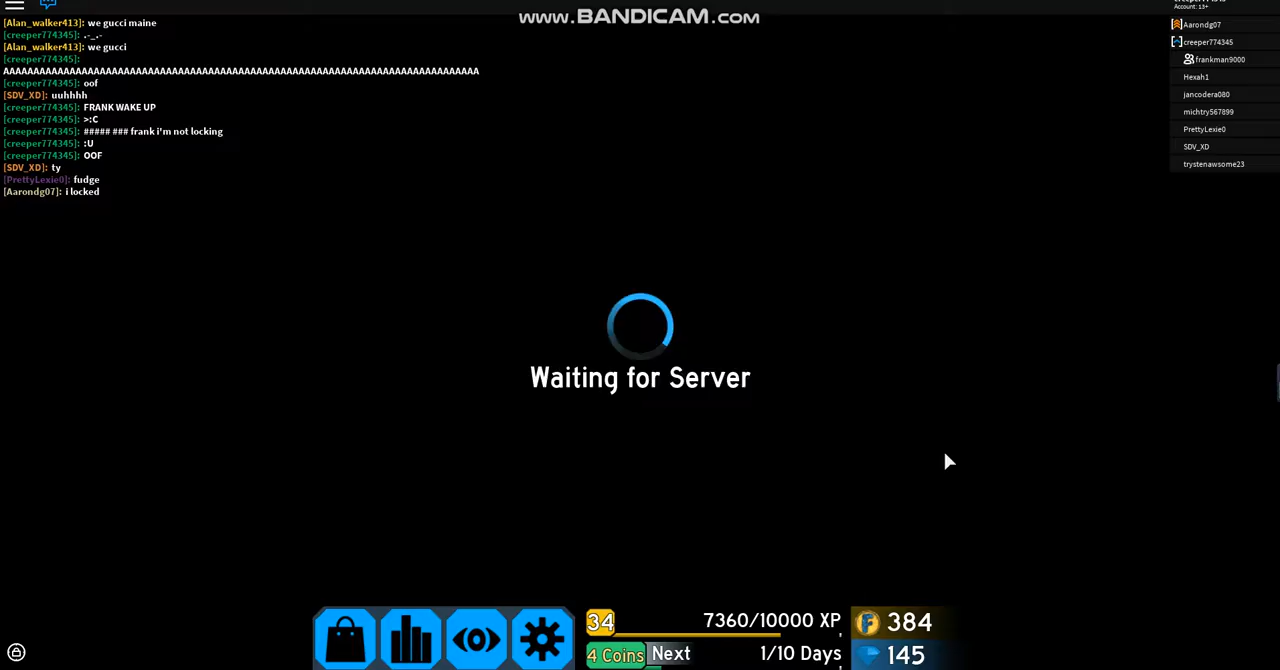 www.BANDICAM.com
[Alan_walker413]: we gucci maine
[creeper774345]: .-_.-
[Alan_walker413]: we gucci
[creeper774345]:
AAAAAAAAAAAAAAAAAAAAAAAAAAAAAAAAAAAAAAAAAAAAAAAAAAAAAAAAAAAAAAAAAAAAAAAAAAAAAAAA
[creeper774345]: oof
[SDV_XD]: uuhhhh
[creeper774345]: FRANK WAKE UP
[creeper774345]: >:C
[creeper774345]: ##### ### frank i'm not locking
[creeper774345]: :U
[creeper774345]: OOF
[SDV_XD]: ty
[PrettyLexie0]: fudge
[Aarondg07]: i locked
Account: 13+
Aarondg07
creeper774345
frankman9000
Hexah1
jancodera080
michtry567899
PrettyLexie0
SDV_XD
trystenawsome23
Waiting for Server
34 7360/10000 XP
4 Coins Next 1/10 Days
F 384
145